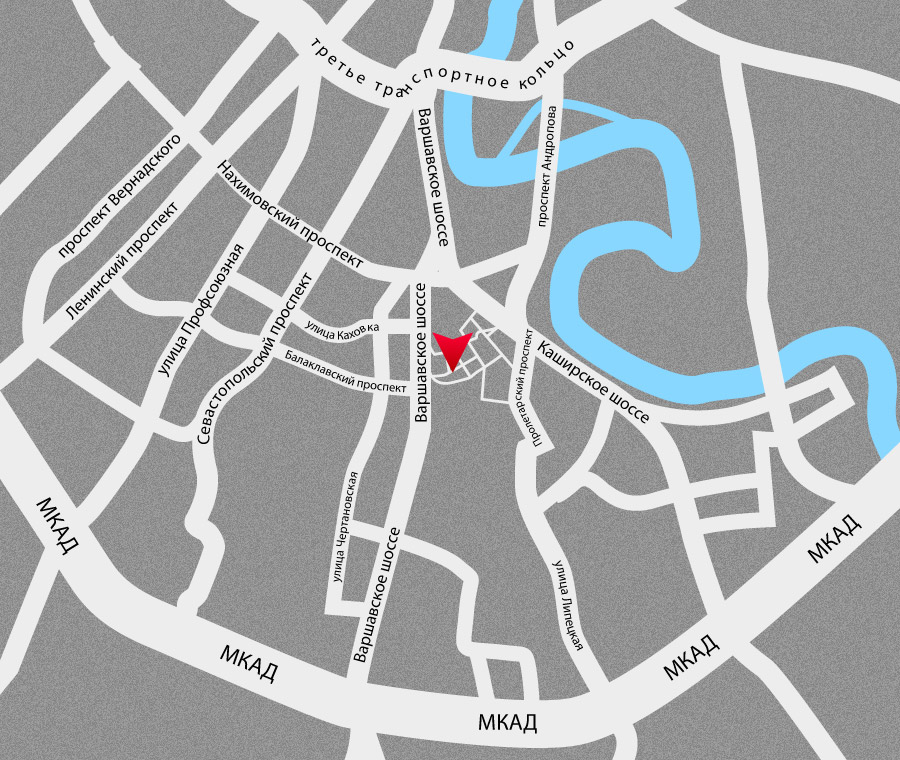 третье транспортное кольцо
Варшавское шоссе
проспект Андропова
проспект Вернадского
Нахимовский проспект
Ленинский проспект
улица Профсоюзная
Севастопольский проспект
Варшавское шоссе
улица Каховка
Балаклавский проспект
Пролетарский проспект
Каширское шоссе
улица Чертановская
Варшавское шоссе
улица Липецкая
МКАД
МКАД
МКАД
МКАД
МКАД